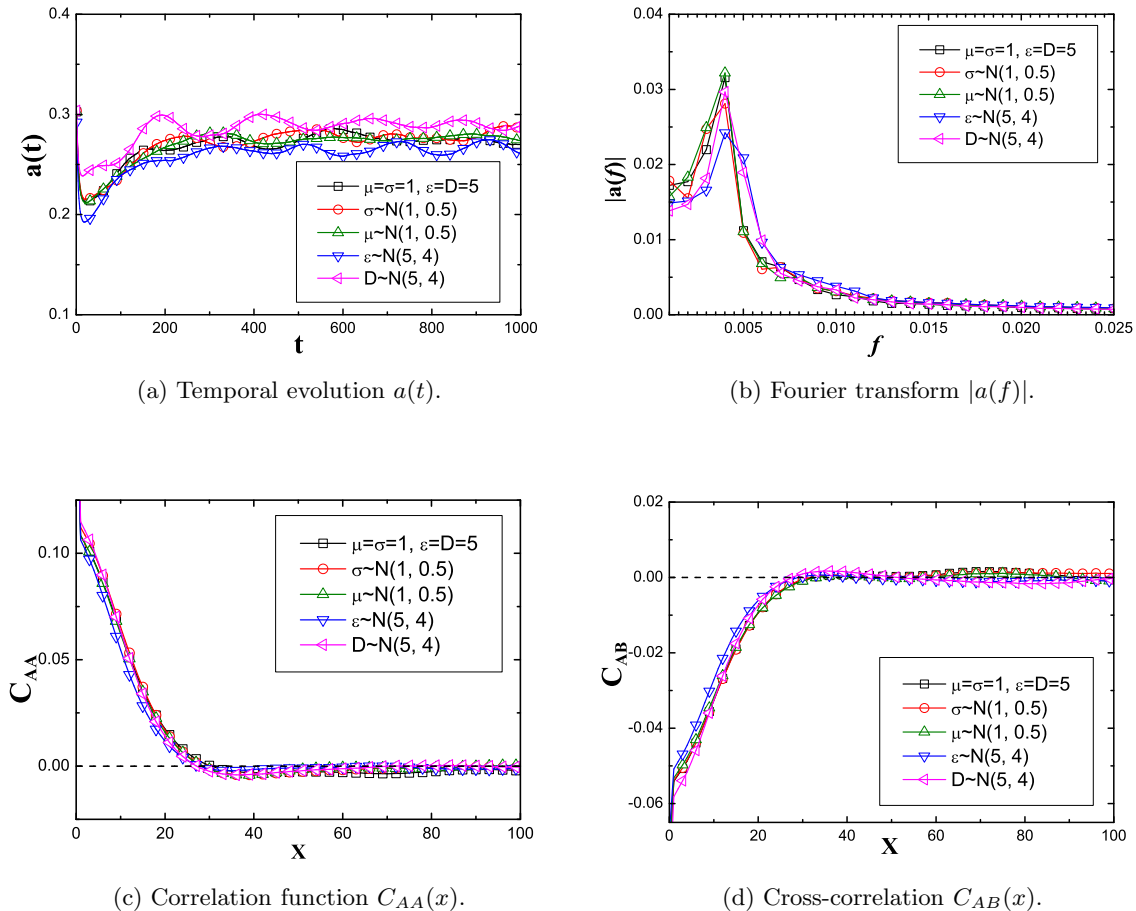 0.4
0.3
0.2
0.1
a(t)
0
200
400
600
800
1000
t
μ=σ=1, ε=D=5
σ~N(1, 0.5)
μ~N(1, 0.5)
ε~N(5, 4)
D~N(5, 4)
(a) Temporal evolution a(t).
0.04
0.03
0.02
0.01
0.00
|a(f)|
0.005
0.010
0.015
0.020
0.025
f
μ=σ=1, ε=D=5
σ~N(1, 0.5)
μ~N(1, 0.5)
ε~N(5, 4)
D~N(5, 4)
(b) Fourier transform |a(f)|.
0.10
0.05
0.00
C_AA
0
20
40
60
80
100
x
μ=σ=1, ε=D=5
σ~N(1, 0.5)
μ~N(1, 0.5)
ε~N(5, 4)
D~N(5, 4)
(c) Correlation function C_AA(x).
0.02
0.00
-0.02
-0.04
-0.06
C_AB
0
20
40
60
80
100
x
μ=σ=1, ε=D=5
σ~N(1, 0.5)
μ~N(1, 0.5)
ε~N(5, 4)
D~N(5, 4)
(d) Cross-correlation C_AB(x).